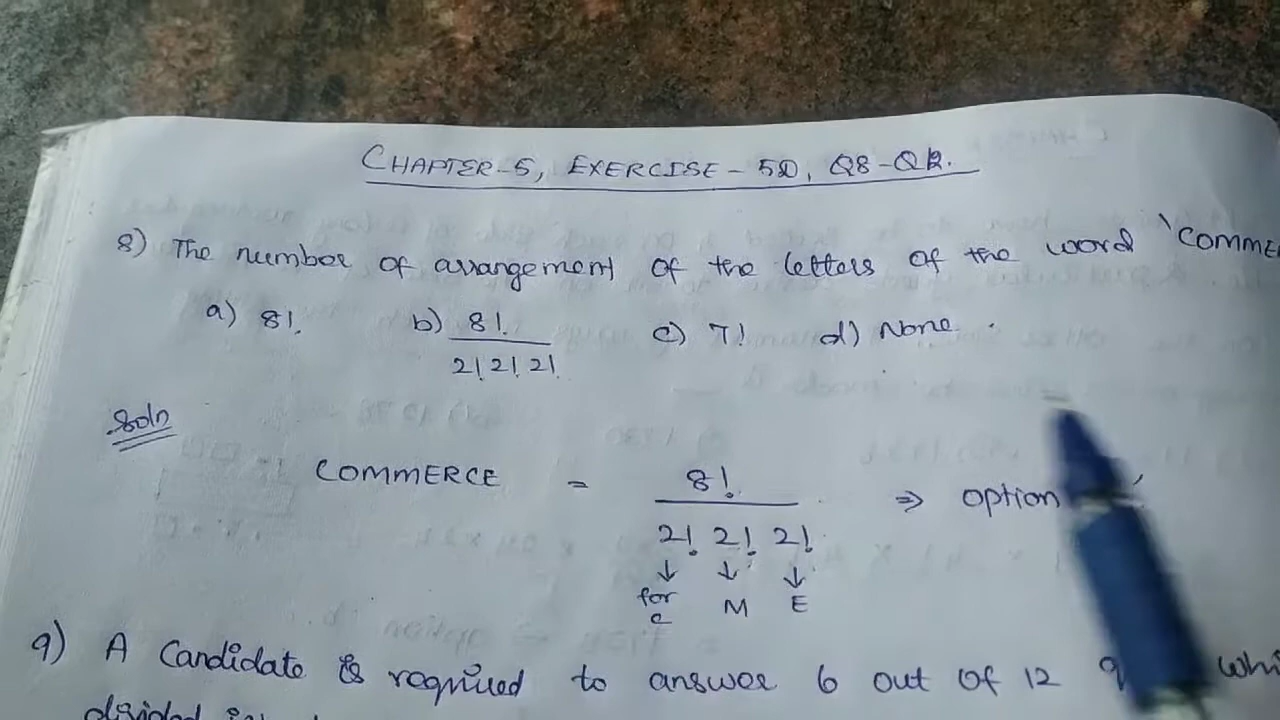 CHAPTER-5, EXERCISE - 5D, Q8-Q12.
8) The number of arrangement of the letters of the word 'COMME
a) 8! b) 8! / 2! 2! 2! c) 7! d) None.
Soln
COMMERCE = 8! / 2! 2! 2! ⇒ option
↓ ↓ ↓
for C M E
9) A Candidate is required to answer 6 out of 12 q whi
divided